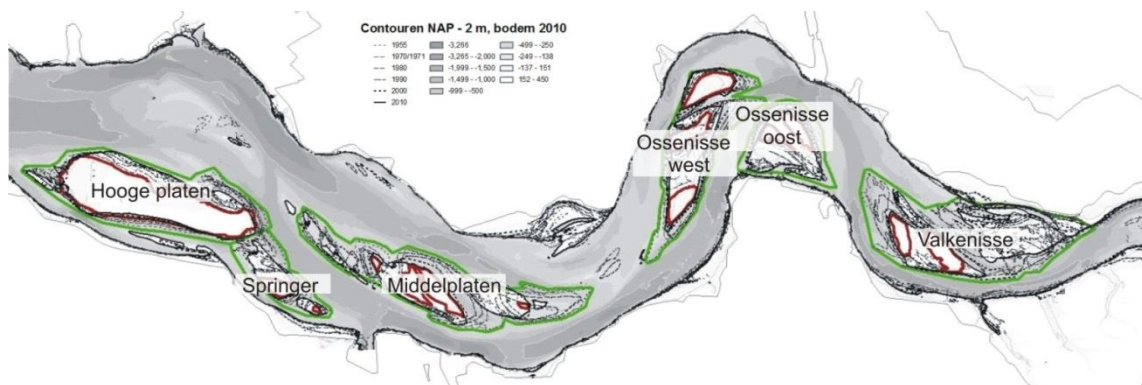 Contouren NAP - 2 m, bodem 2010
1955
1970/1971
1980
1990
2000
2010
-3,266
-3,265 - -2,000
-1,999 - -1,500
-1,499 - -1,000
-999 - -500
-499 - -250
-249 - -138
-137 - 151
152 - 450
Hooge platen
Springer
Middelplaten
Ossenisse
west
Ossenisse
oost
Valkenisse